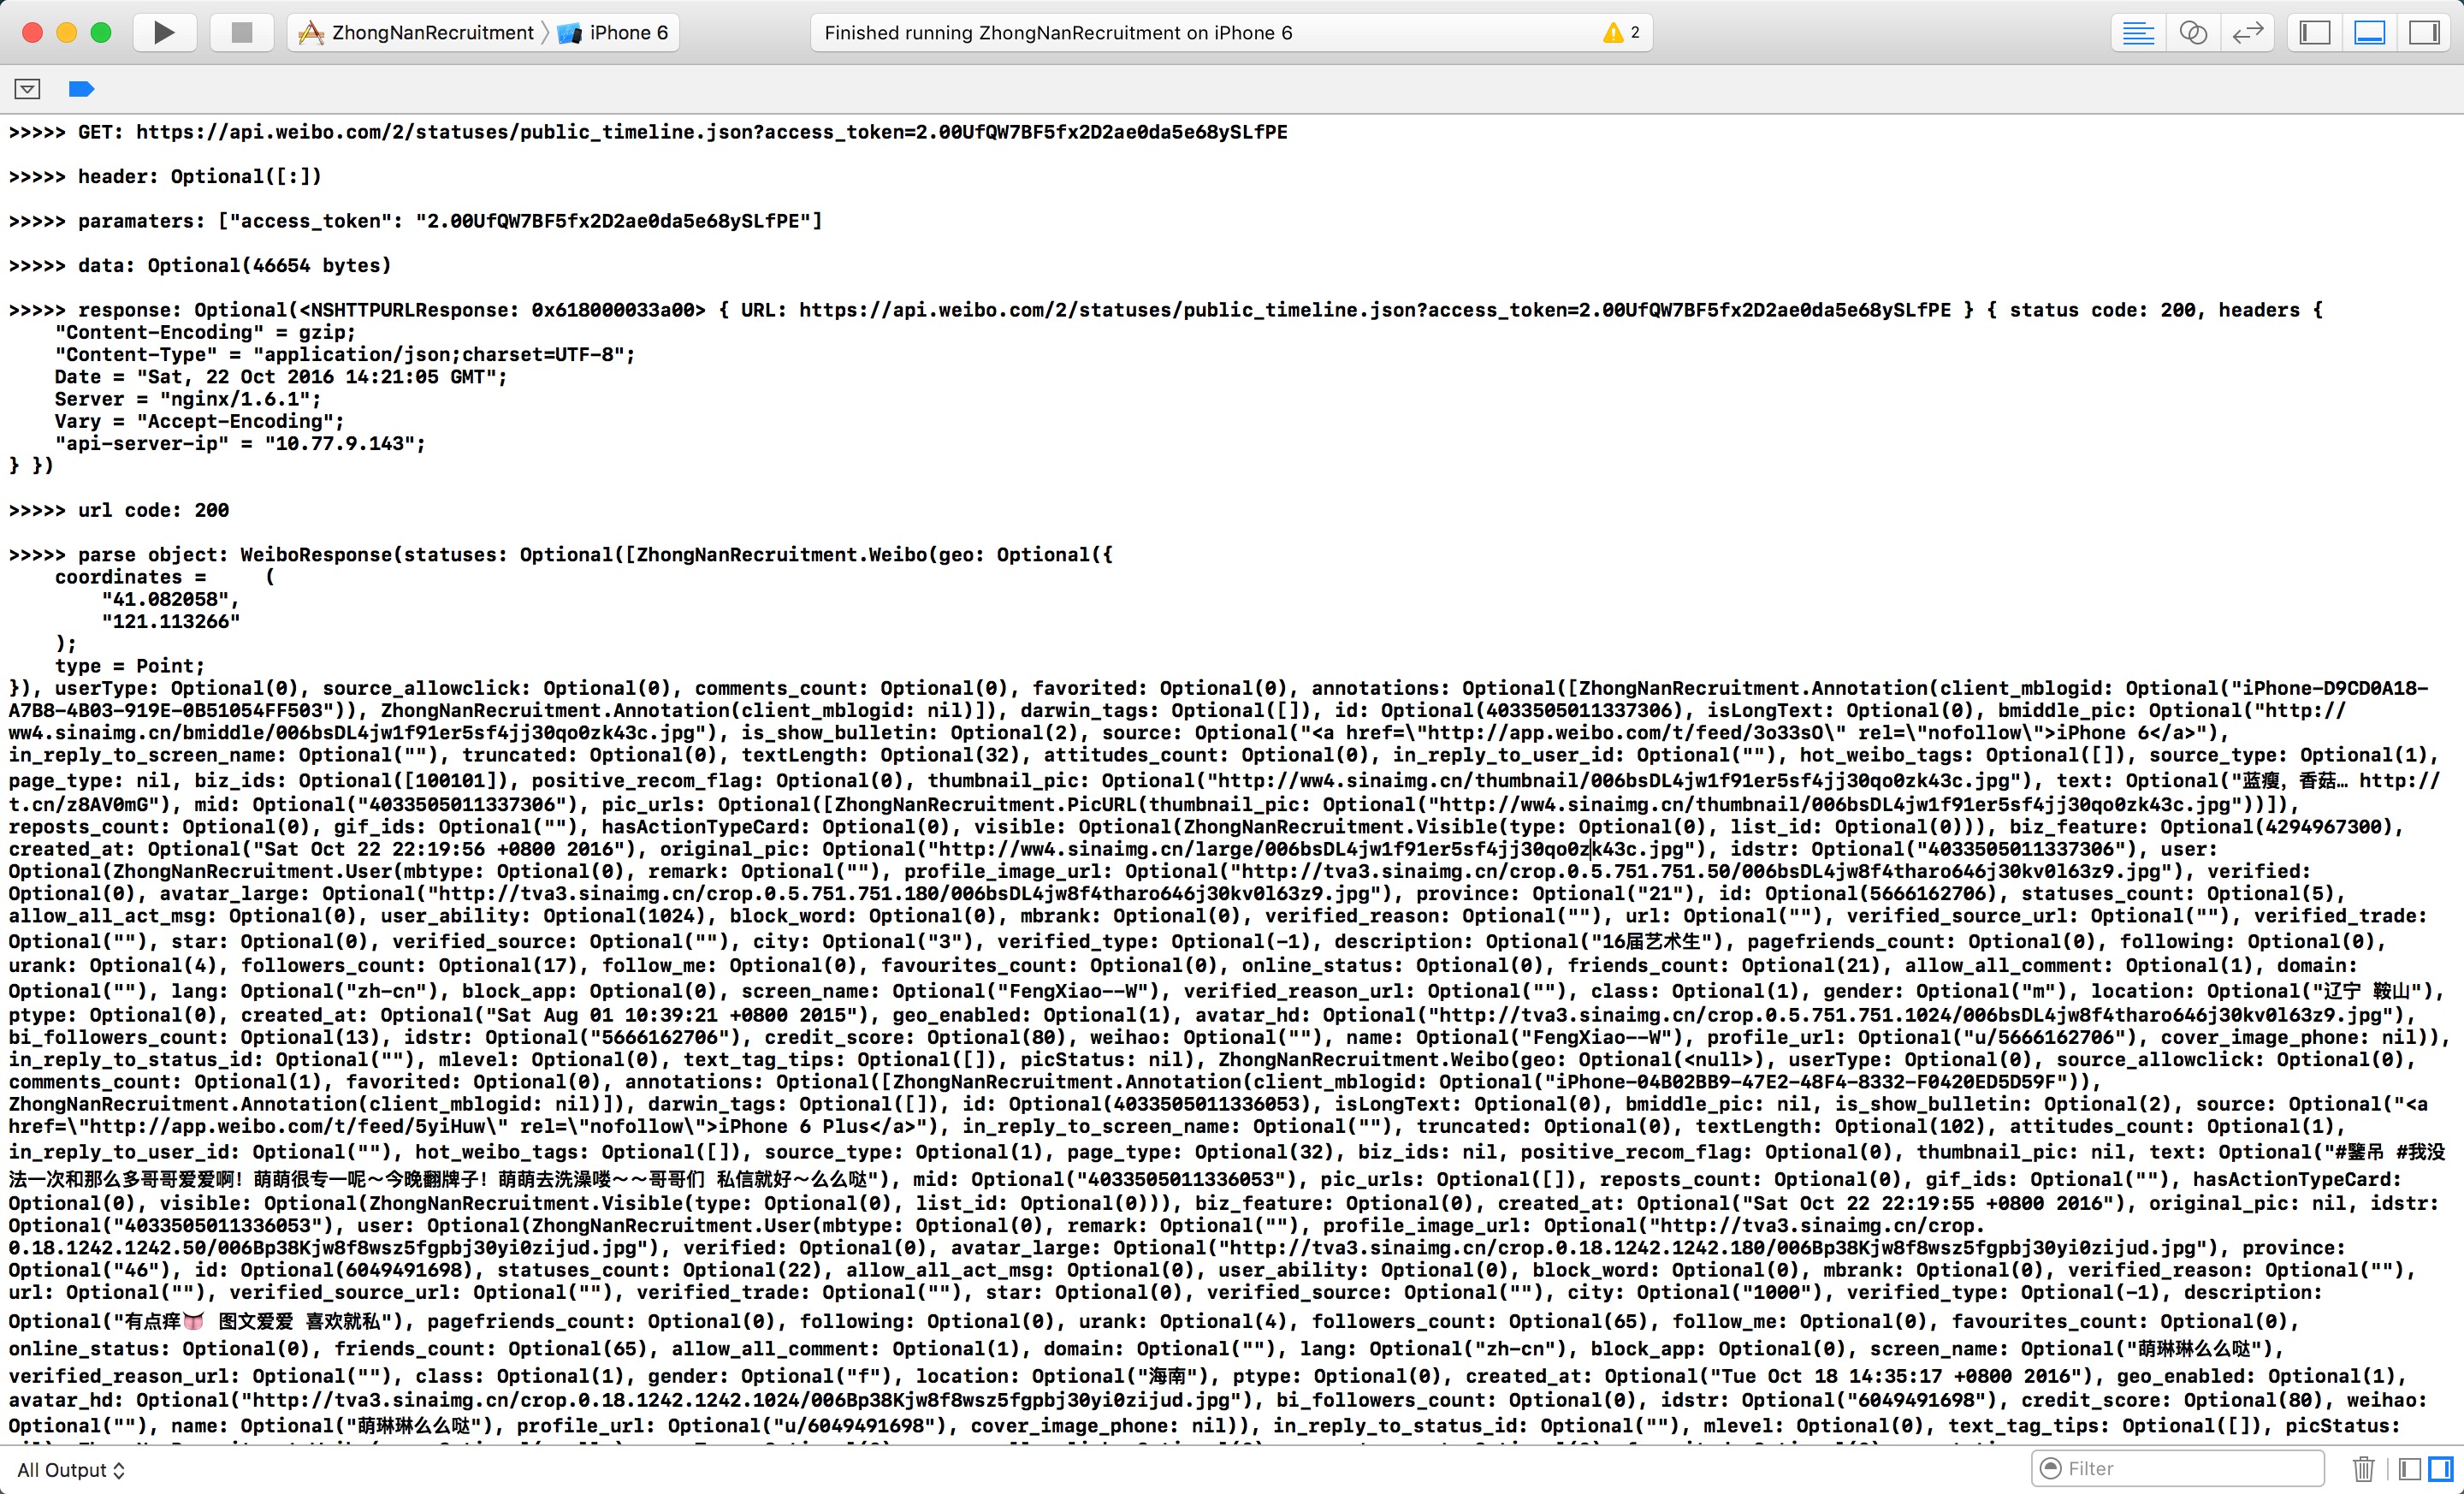 ZhongNanRecruitment
iPhone 6
Finished running ZhongNanRecruitment on iPhone 6
2
>>>>> GET: https://api.weibo.com/2/statuses/public_timeline.json?access_token=2.00UfQW7BF5fx2D2ae0da5e68ySLfPE
>>>>> header: Optional([:])
>>>>> paramaters: ["access_token": "2.00UfQW7BF5fx2D2ae0da5e68ySLfPE"]
>>>>> data: Optional(46654 bytes)
>>>>> response: Optional(<NSHTTPURLResponse: 0x618000033a00> { URL: https://api.weibo.com/2/statuses/public_timeline.json?access_token=2.00UfQW7BF5fx2D2ae0da5e68ySLfPE } { status code: 200, headers {
"Content-Encoding" = gzip;
"Content-Type" = "application/json;charset=UTF-8";
Date = "Sat, 22 Oct 2016 14:21:05 GMT";
Server = "nginx/1.6.1";
Vary = "Accept-Encoding";
"api-server-ip" = "10.77.9.143";
} })
>>>>> url code: 200
>>>>> parse object: WeiboResponse(statuses: Optional([ZhongNanRecruitment.Weibo(geo: Optional({
coordinates =     (
"41.082058",
"121.113266"
);
type = Point;
}), userType: Optional(0), source_allowclick: Optional(0), comments_count: Optional(0), favorited: Optional(0), annotations: Optional([ZhongNanRecruitment.Annotation(client_mblogid: Optional("iPhone-D9CD0A18-
A7B8-4B03-919E-0B51054FF503")), ZhongNanRecruitment.Annotation(client_mblogid: nil)]), darwin_tags: Optional([]), id: Optional(4033505011337306), isLongText: Optional(0), bmiddle_pic: Optional("http://
ww4.sinaimg.cn/bmiddle/006bsDL4jw1f91er5sf4jj30qo0zk43c.jpg"), is_show_bulletin: Optional(2), source: Optional("<a href=\"http://app.weibo.com/t/feed/3o33sO\" rel=\"nofollow\">iPhone 6</a>"),
in_reply_to_screen_name: Optional(""), truncated: Optional(0), textLength: Optional(32), attitudes_count: Optional(0), in_reply_to_user_id: Optional(""), hot_weibo_tags: Optional([]), source_type: Optional(1),
page_type: nil, biz_ids: Optional([100101]), positive_recom_flag: Optional(0), thumbnail_pic: Optional("http://ww4.sinaimg.cn/thumbnail/006bsDL4jw1f91er5sf4jj30qo0zk43c.jpg"), text: Optional("蓝瘦，香菇… http://
t.cn/z8AV0mG"), mid: Optional("4033505011337306"), pic_urls: Optional([ZhongNanRecruitment.PicURL(thumbnail_pic: Optional("http://ww4.sinaimg.cn/thumbnail/006bsDL4jw1f91er5sf4jj30qo0zk43c.jpg"))]),
reposts_count: Optional(0), gif_ids: Optional(""), hasActionTypeCard: Optional(0), visible: Optional(ZhongNanRecruitment.Visible(type: Optional(0), list_id: Optional(0))), biz_feature: Optional(4294967300),
created_at: Optional("Sat Oct 22 22:19:56 +0800 2016"), original_pic: Optional("http://ww4.sinaimg.cn/large/006bsDL4jw1f91er5sf4jj30qo0zk43c.jpg"), idstr: Optional("4033505011337306"), user:
Optional(ZhongNanRecruitment.User(mbtype: Optional(0), remark: Optional(""), profile_image_url: Optional("http://tva3.sinaimg.cn/crop.0.5.751.751.50/006bsDL4jw8f4tharo646j30kv0l63z9.jpg"), verified:
Optional(0), avatar_large: Optional("http://tva3.sinaimg.cn/crop.0.5.751.751.180/006bsDL4jw8f4tharo646j30kv0l63z9.jpg"), province: Optional("21"), id: Optional(5666162706), statuses_count: Optional(5),
allow_all_act_msg: Optional(0), user_ability: Optional(1024), block_word: Optional(0), mbrank: Optional(0), verified_reason: Optional(""), url: Optional(""), verified_source_url: Optional(""), verified_trade:
Optional(""), star: Optional(0), verified_source: Optional(""), city: Optional("3"), verified_type: Optional(-1), description: Optional("16届艺术生"), pagefriends_count: Optional(0), following: Optional(0),
urank: Optional(4), followers_count: Optional(17), follow_me: Optional(0), favourites_count: Optional(0), online_status: Optional(0), friends_count: Optional(21), allow_all_comment: Optional(1), domain:
Optional(""), lang: Optional("zh-cn"), block_app: Optional(0), screen_name: Optional("FengXiao--W"), verified_reason_url: Optional(""), class: Optional(1), gender: Optional("m"), location: Optional("辽宁 鞍山"),
ptype: Optional(0), created_at: Optional("Sat Aug 01 10:39:21 +0800 2015"), geo_enabled: Optional(1), avatar_hd: Optional("http://tva3.sinaimg.cn/crop.0.5.751.751.1024/006bsDL4jw8f4tharo646j30kv0l63z9.jpg"),
bi_followers_count: Optional(13), idstr: Optional("5666162706"), credit_score: Optional(80), weihao: Optional(""), name: Optional("FengXiao--W"), profile_url: Optional("u/5666162706"), cover_image_phone: nil)),
in_reply_to_status_id: Optional(""), mlevel: Optional(0), text_tag_tips: Optional([]), picStatus: nil), ZhongNanRecruitment.Weibo(geo: Optional(<null>), userType: Optional(0), source_allowclick: Optional(0),
comments_count: Optional(1), favorited: Optional(0), annotations: Optional([ZhongNanRecruitment.Annotation(client_mblogid: Optional("iPhone-04B02BB9-47E2-48F4-8332-F0420ED5D59F")),
ZhongNanRecruitment.Annotation(client_mblogid: nil)]), darwin_tags: Optional([]), id: Optional(4033505011336053), isLongText: Optional(0), bmiddle_pic: nil, is_show_bulletin: Optional(2), source: Optional("<a
href=\"http://app.weibo.com/t/feed/5yiHuw\" rel=\"nofollow\">iPhone 6 Plus</a>"), in_reply_to_screen_name: Optional(""), truncated: Optional(0), textLength: Optional(102), attitudes_count: Optional(1),
in_reply_to_user_id: Optional(""), hot_weibo_tags: Optional([]), source_type: Optional(1), page_type: Optional(32), biz_ids: nil, positive_recom_flag: Optional(0), thumbnail_pic: nil, text: Optional("#鑒吊 #我没
法一次和那么多哥哥爱爱啊！萌萌很专一呢～今晚翻牌子！萌萌去洗澡喽～～哥哥们 私信就好～么么哒"), mid: Optional("4033505011336053"), pic_urls: Optional([]), reposts_count: Optional(0), gif_ids: Optional(""), hasActionTypeCard:
Optional(0), visible: Optional(ZhongNanRecruitment.Visible(type: Optional(0), list_id: Optional(0))), biz_feature: Optional(0), created_at: Optional("Sat Oct 22 22:19:55 +0800 2016"), original_pic: nil, idstr:
Optional("4033505011336053"), user: Optional(ZhongNanRecruitment.User(mbtype: Optional(0), remark: Optional(""), profile_image_url: Optional("http://tva3.sinaimg.cn/crop.
0.18.1242.1242.50/006Bp38Kjw8f8wsz5fgpbj30yi0zijud.jpg"), verified: Optional(0), avatar_large: Optional("http://tva3.sinaimg.cn/crop.0.18.1242.1242.180/006Bp38Kjw8f8wsz5fgpbj30yi0zijud.jpg"), province:
Optional("46"), id: Optional(6049491698), statuses_count: Optional(22), allow_all_act_msg: Optional(0), user_ability: Optional(0), block_word: Optional(0), mbrank: Optional(0), verified_reason: Optional(""),
url: Optional(""), verified_source_url: Optional(""), verified_trade: Optional(""), star: Optional(0), verified_source: Optional(""), city: Optional("1000"), verified_type: Optional(-1), description:
Optional("有点痒👅 图文爱爱 喜欢就私"), pagefriends_count: Optional(0), following: Optional(0), urank: Optional(4), followers_count: Optional(65), follow_me: Optional(0), favourites_count: Optional(0),
online_status: Optional(0), friends_count: Optional(65), allow_all_comment: Optional(1), domain: Optional(""), lang: Optional("zh-cn"), block_app: Optional(0), screen_name: Optional("萌琳琳么么哒"),
verified_reason_url: Optional(""), class: Optional(1), gender: Optional("f"), location: Optional("海南"), ptype: Optional(0), created_at: Optional("Tue Oct 18 14:35:17 +0800 2016"), geo_enabled: Optional(1),
avatar_hd: Optional("http://tva3.sinaimg.cn/crop.0.18.1242.1242.1024/006Bp38Kjw8f8wsz5fgpbj30yi0zijud.jpg"), bi_followers_count: Optional(0), idstr: Optional("6049491698"), credit_score: Optional(80), weihao:
Optional(""), name: Optional("萌琳琳么么哒"), profile_url: Optional("u/6049491698"), cover_image_phone: nil)), in_reply_to_status_id: Optional(""), mlevel: Optional(0), text_tag_tips: Optional([]), picStatus:
All Output
Filter